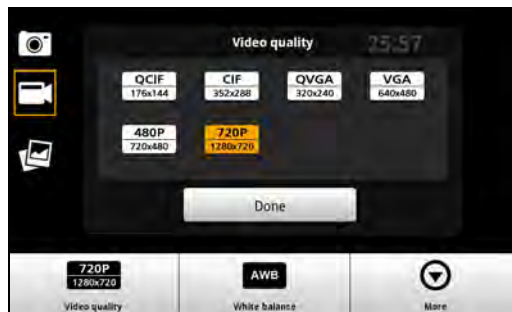 Video quality
25:57
QCIF
176x144
CIF
352x288
QVGA
320x240
VGA
640x480
480P
720x480
720P
1280x720
Done
720P
1280x720
Video quality
AWB
White balance
More